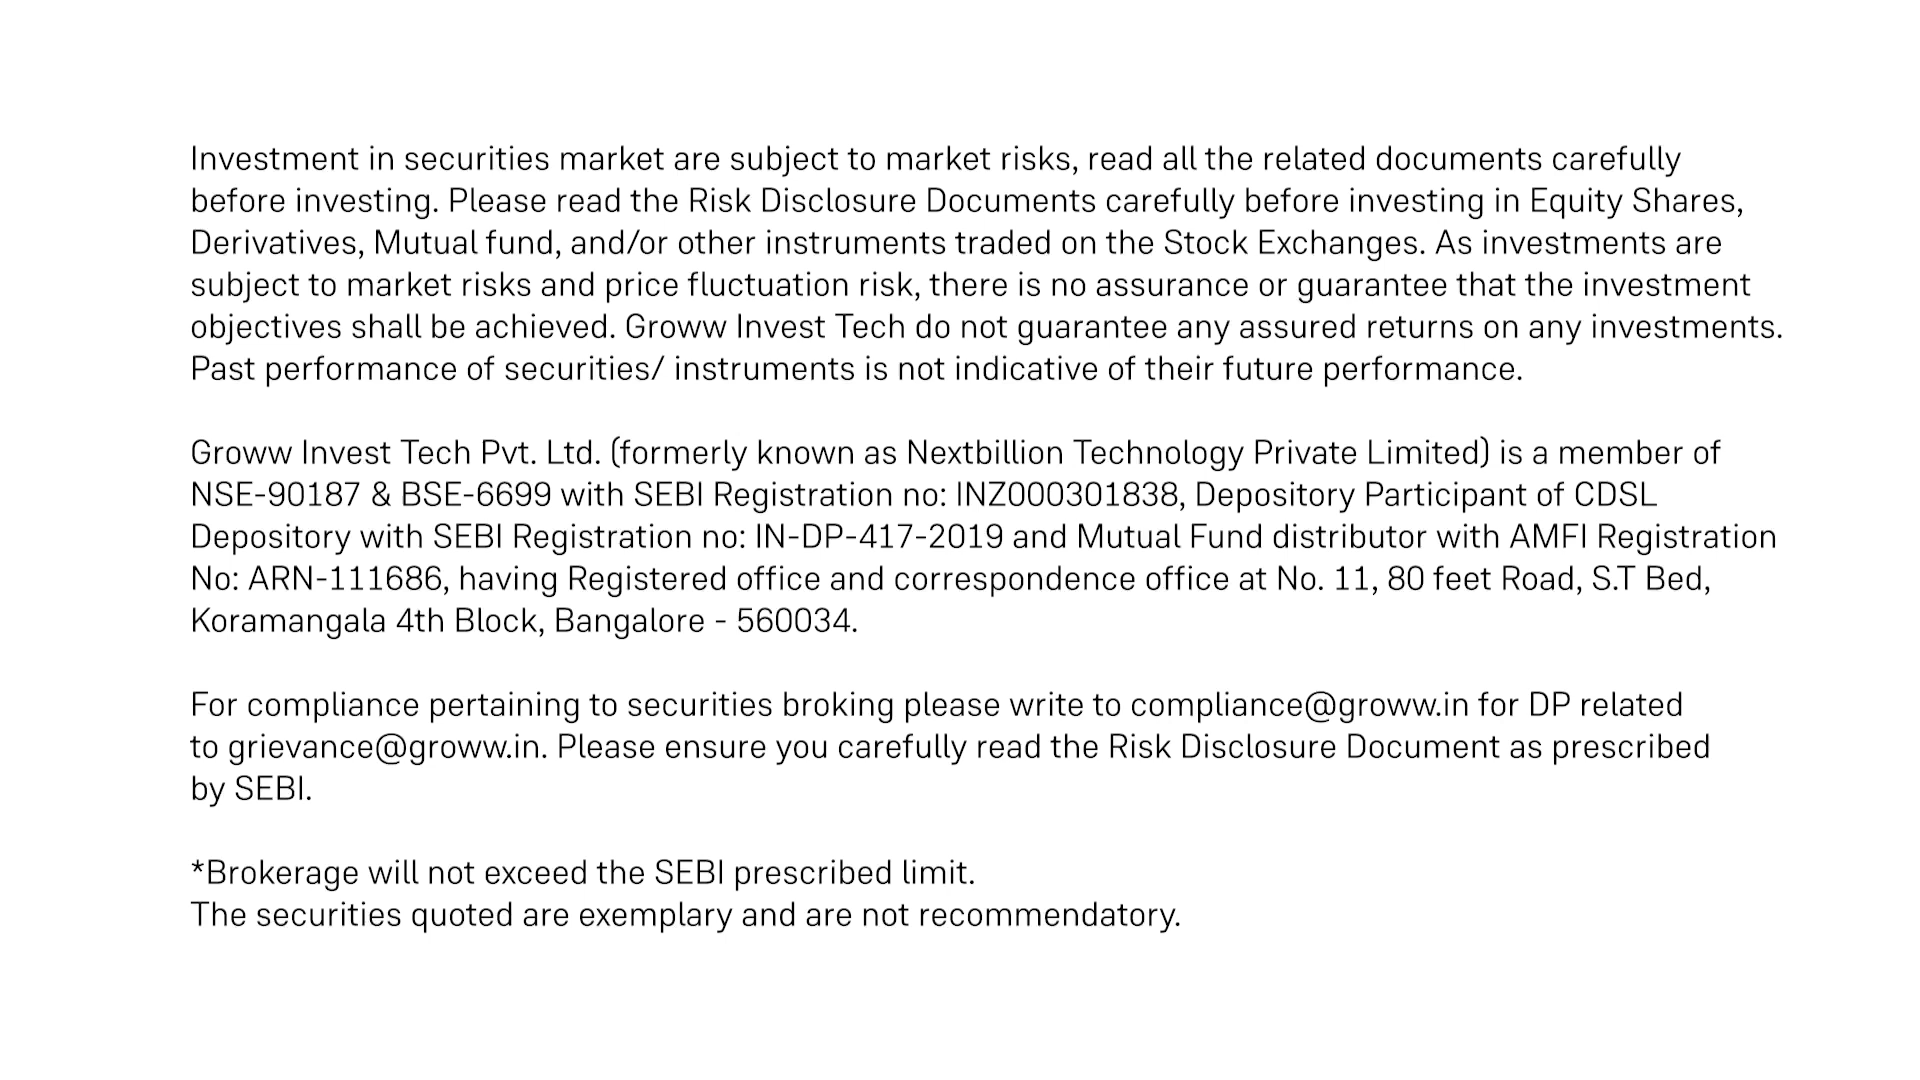 Investment in securities market are subject to market risks, read all the related documents carefully
before investing. Please read the Risk Disclosure Documents carefully before investing in Equity Shares,
Derivatives, Mutual fund, and/or other instruments traded on the Stock Exchanges. As investments are
subject to market risks and price fluctuation risk, there is no assurance or guarantee that the investment
objectives shall be achieved. Groww Invest Tech do not guarantee any assured returns on any investments.
Past performance of securities/ instruments is not indicative of their future performance.
Groww Invest Tech Pvt. Ltd. (formerly known as Nextbillion Technology Private Limited) is a member of
NSE-90187 & BSE-6699 with SEBI Registration no: INZ000301838, Depository Participant of CDSL
Depository with SEBI Registration no: IN-DP-417-2019 and Mutual Fund distributor with AMFI Registration
No: ARN-111686, having Registered office and correspondence office at No. 11, 80 feet Road, S.T Bed,
Koramangala 4th Block, Bangalore - 560034.
For compliance pertaining to securities broking please write to compliance@groww.in for DP related
to grievance@groww.in. Please ensure you carefully read the Risk Disclosure Document as prescribed
by SEBI.
*Brokerage will not exceed the SEBI prescribed limit.
The securities quoted are exemplary and are not recommendatory.